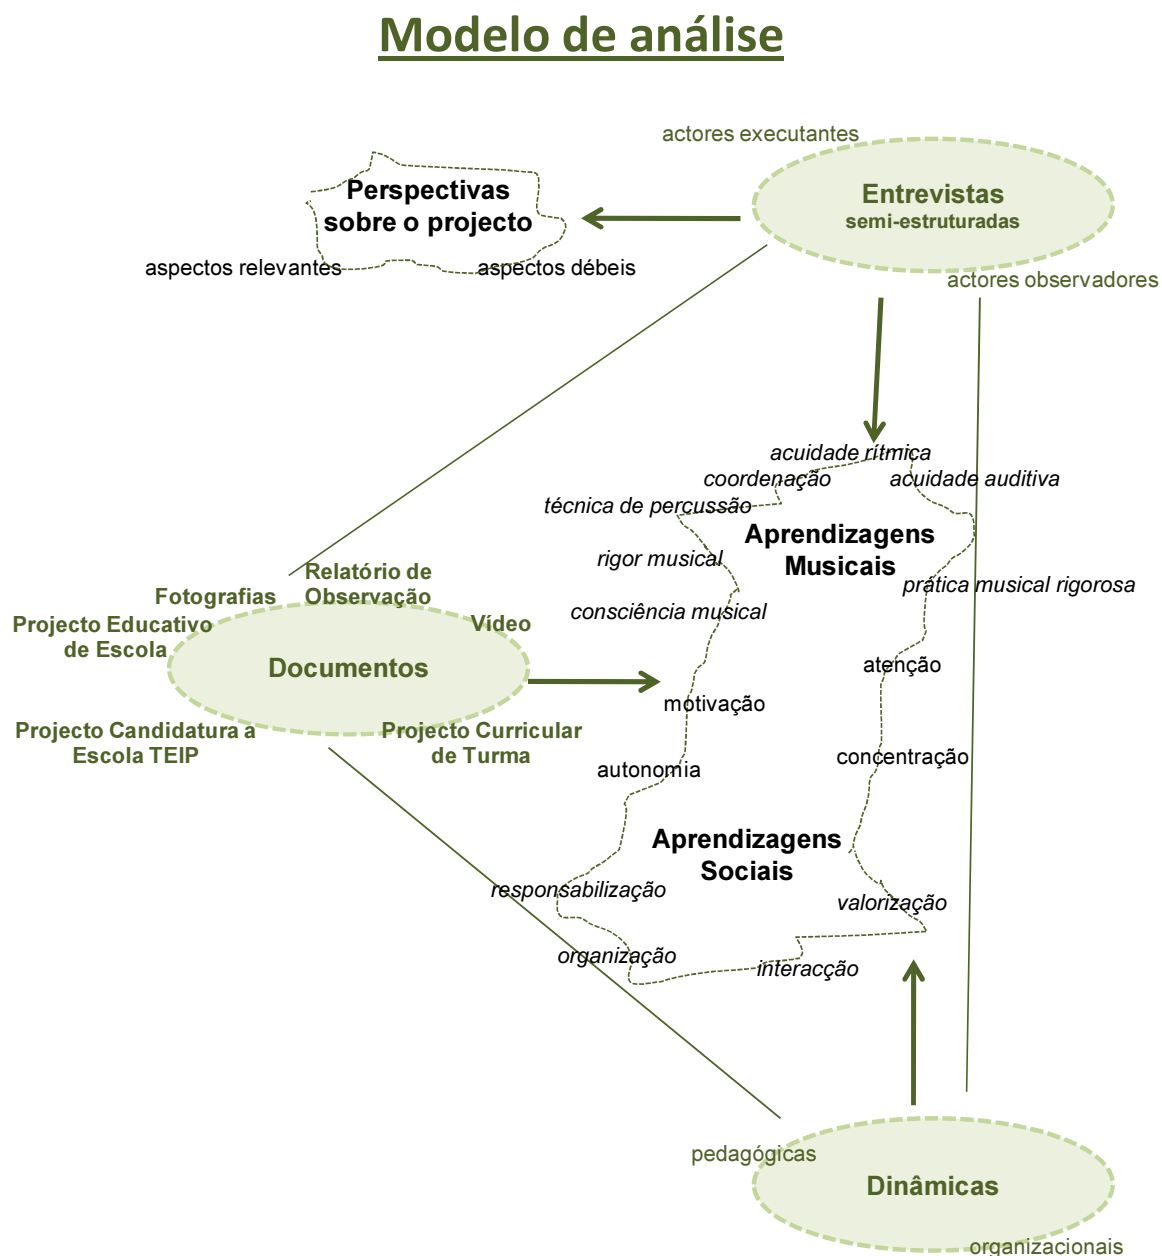 Modelo de análise
actores executantes
Entrevistas
semi-estruturadas
actores observadores
Perspectivas
sobre o projecto
aspectos relevantes
aspectos débeis
acuidade rítmica
coordenação
acuidade auditiva
técnica de percussão
Aprendizagens
Musicais
rigor musical
prática musical rigorosa
consciência musical
Relatório de
Observação
Fotografias
Projecto Educativo
de Escola
Vídeo
Documentos
Projecto Candidatura a
Escola TEIP
Projecto Curricular
de Turma
atenção
motivação
concentração
autonomia
Aprendizagens
Sociais
responsabilização
valorização
organização
interacção
pedagógicas
Dinâmicas
organizacionais